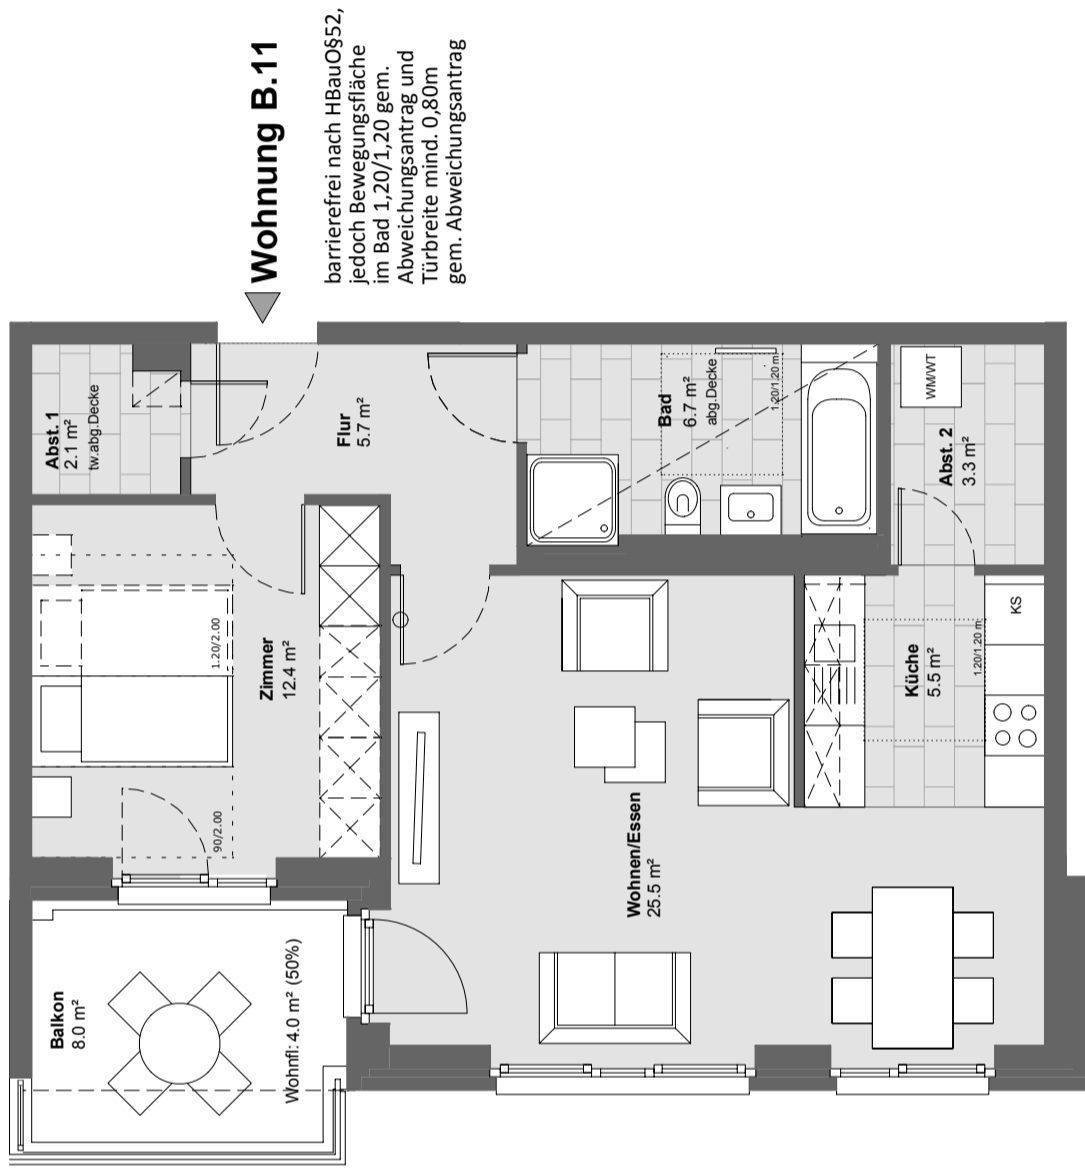 Wohnung B.11
barrierefrei nach HBauO§52,
jedoch Bewegungsfläche
im Bad 1,20/1,20 gem.
Abweichungsantrag und
Türbreite mind. 0,80m
gem. Abweichungsantrag
Abst. 1
2.1 m²
tw.abg.Decke
Flur
5.7 m²
Bad
6.7 m²
abg.Decke
1.20/1.20 m
WM/WT
Abst. 2
3.3 m²
Zimmer
12.4 m²
1.20/2.00
90/2.00
Küche
5.5 m²
1.20/1.20 m
KS
Wohnen/Essen
25.5 m²
Balkon
8.0 m²
Wohnfl: 4.0 m² (50%)